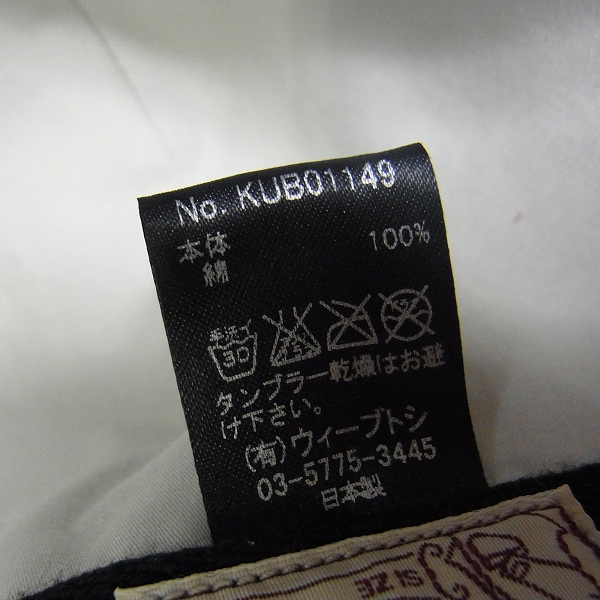 No. KUB01149
本体
綿 100%
手洗イ
30
タンブラー乾燥はお避
け下さい。
(有)ウィーブトシ
03-5775-3445
日本製
SIZE